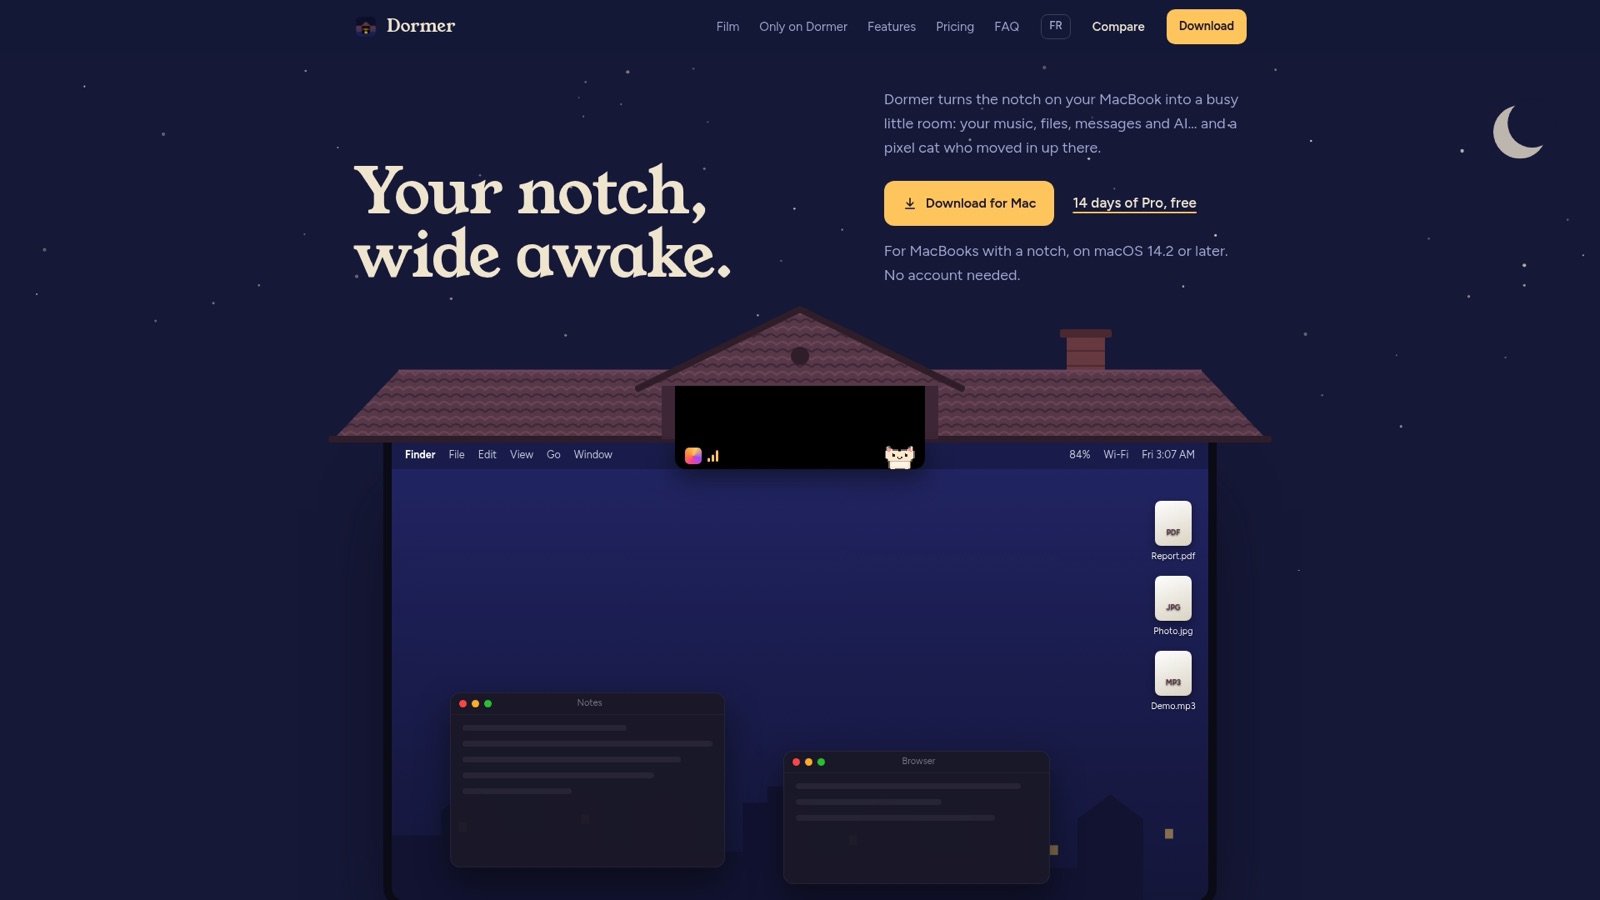 Dormer
Film
Only on Dormer
Features
Pricing
FAQ
FR
Compare
Download
Your notch,
wide awake.
Dormer turns the notch on your MacBook into a busy
little room: your music, files, messages and AI... and a
pixel cat who moved in up there.
Download for Mac
14 days of Pro, free
For MacBooks with a notch, on macOS 14.2 or later.
No account needed.
Finder File Edit View Go Window
84% Wi-Fi Fri 3:07 AM
PDF
Report.pdf
JPG
Photo.jpg
MP3
Demo.mp3
Notes
Browser